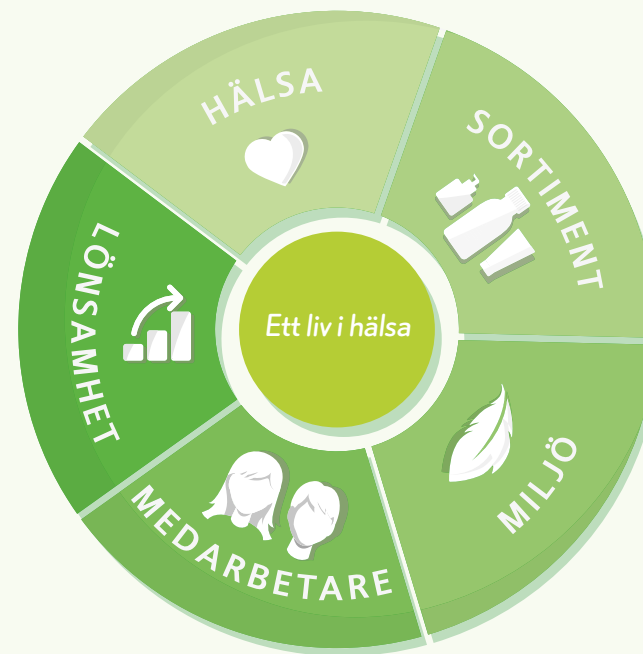 HÄLSA
SORTIMENT
MILJÖ
MEDARBETARE
LÖNSAMHET
Ett liv i hälsa